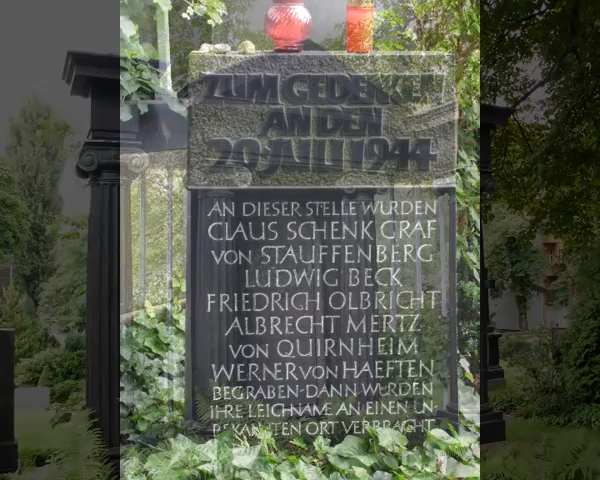 ZUM GEDENKEN
AN DEN
20. JULI 1944
AN DIESER STELLE WURDEN
CLAUS SCHENK GRAF
VON STAUFFENBERG
LUDWIG BECK
FRIEDRICH OLBRICHT
ALBRECHT MERTZ
VON QUIRNHEIM
WERNER VON HAEFTEN
BEGRABEN·DANN WURDEN
IHRE LEICHNAME AN EINEN UN-
BEKANNTEN ORT VERBRACHT